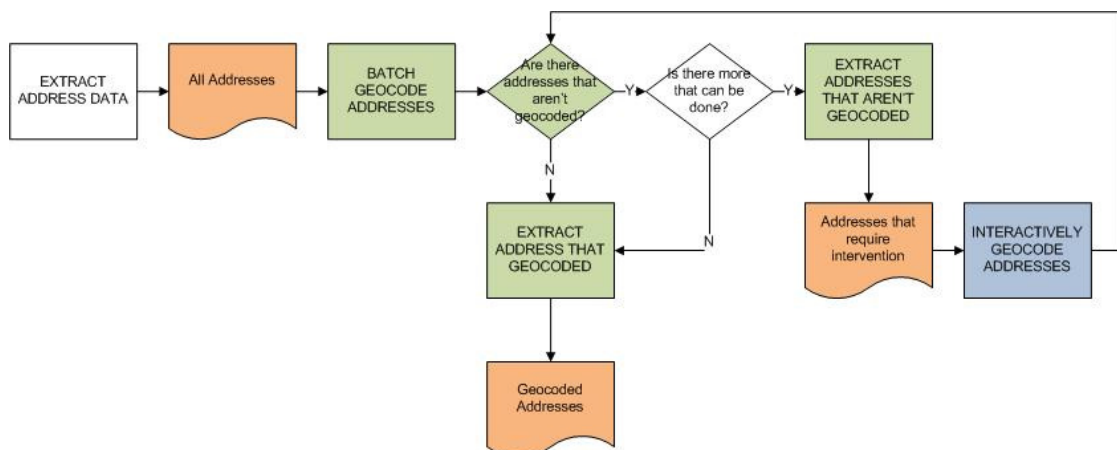 EXTRACT
ADDRESS DATA
All Addresses
BATCH
GEOCODE
ADDRESSES
Are there
addresses that
aren't
geocoded?
Y
Is there more
that can be
done?
Y
EXTRACT
ADDRESSES
THAT AREN'T
GEOCODED
N
N
EXTRACT
ADDRESS THAT
GEOCODED
Addresses that
require
intervention
INTERACTIVELY
GEOCODE
ADDRESSES
Geocoded
Addresses